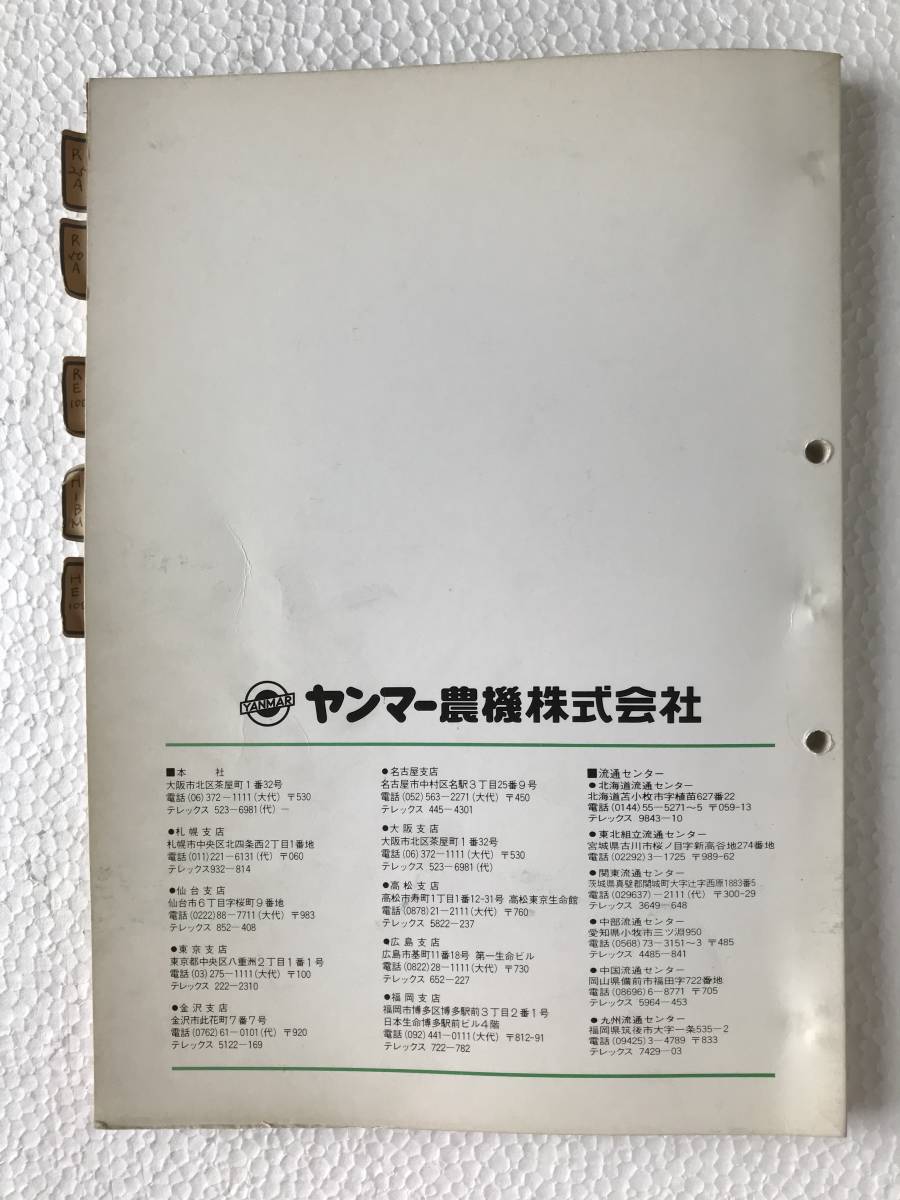 R
25
A
R
50
A
R
E
100
H
1
B
M
H
E
100
YANMAR ヤンマー農機株式会社
■本　　社
大阪市北区茶屋町1番32号
電話(06)372-1111(大代) 〒530
テレックス 523-6981(代)
●札幌支店
札幌市中央区北四条西2丁目1番地
電話(011)221-6131(代) 〒060
テレックス932-814
●仙台支店
仙台市6丁目字桜町9番地
電話(0222)88-7711(大代) 〒983
テレックス 852-408
●東京支店
東京都中央区八重洲2丁目1番1号
電話(03)275-1111(大代) 〒100
テレックス 222-2310
●金沢支店
金沢市此花町7番7号
電話(0762)61-0101(代) 〒920
テレックス 5122-169
●名古屋支店
名古屋市中村区名駅3丁目25番9号
電話(052)563-2271(大代) 〒450
テレックス 445-4301
●大阪支店
大阪市北区茶屋町1番32号
電話(06)372-1111(大代) 〒530
テレックス 523-6981(代)
●高松支店
高松市寿町1丁目1番12-31号 高松東京生命館
電話(0878)21-2111(大代) 〒760
テレックス 5822-237
●広島支店
広島市基町11番18号 第一生命ビル
電話(0822)28-1111(大代) 〒730
テレックス 652-227
●福岡支店
福岡市博多区博多駅前3丁目2番1号
日本生命博多駅前ビル4階
電話(092)441-0111(大代) 〒812-91
テレックス 722-782
■流通センター
●北海道流通センター
北海道苫小牧市字植苗627番22
電話(0144)55-5271〜5 〒059-13
テレックス 9843-10
●東北組立流通センター
宮城県古川市桜ノ目字新高谷地274番地
電話(02292)3-1725 〒989-62
●関東流通センター
茨城県真壁郡関城町大字辻字西原1883番5
電話(029637)-2111(代) 〒300-29
テレックス 3649-648
●中部流通センター
愛知県小牧市三ツ渕950
電話(0568)73-3151〜3 〒485
テレックス 4485-841
●中国流通センター
岡山県備前市福田字722番地
電話(08696)6-8771 〒705
テレックス 5964-453
●九州流通センター
福岡県筑後市大字一条535-2
電話(09425)3-4789 〒833
テレックス 7429-03